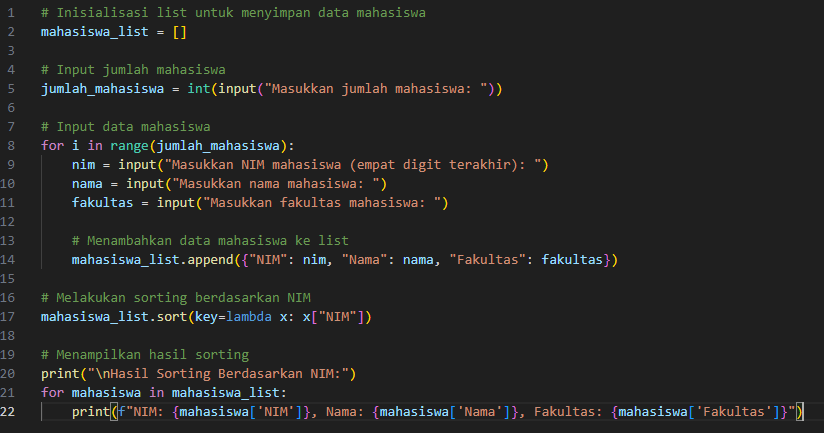 1 # Inisialisasi list untuk menyimpan data mahasiswa
2 mahasiswa_list = []
3
4 # Input jumlah mahasiswa
5 jumlah_mahasiswa = int(input("Masukkan jumlah mahasiswa: "))
6
7 # Input data mahasiswa
8 for i in range(jumlah_mahasiswa):
9     nim = input("Masukkan NIM mahasiswa (empat digit terakhir): ")
10     nama = input("Masukkan nama mahasiswa: ")
11     fakultas = input("Masukkan fakultas mahasiswa: ")
12
13     # Menambahkan data mahasiswa ke list
14     mahasiswa_list.append({"NIM": nim, "Nama": nama, "Fakultas": fakultas})
15
16 # Melakukan sorting berdasarkan NIM
17 mahasiswa_list.sort(key=lambda x: x["NIM"])
18
19 # Menampilkan hasil sorting
20 print("\nHasil Sorting Berdasarkan NIM:")
21 for mahasiswa in mahasiswa_list:
22     print(f"NIM: {mahasiswa['NIM']}, Nama: {mahasiswa['Nama']}, Fakultas: {mahasiswa['Fakultas']}")